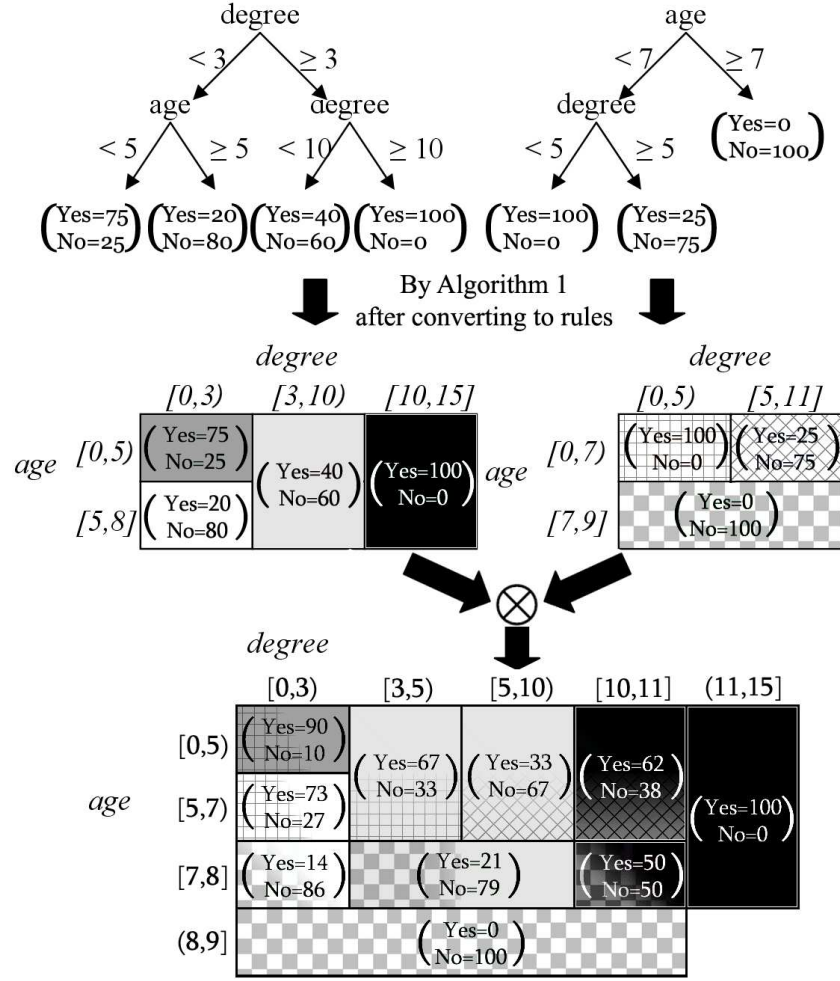 degree
age
< 3
≥ 3
< 7
≥ 7
age
degree
degree
(Yes=0
No=100)
< 5
≥ 5
< 10
≥ 10
< 5
≥ 5
(Yes=75
No=25)
(Yes=20
No=80)
(Yes=40
No=60)
(Yes=100
No=0)
(Yes=100
No=0)
(Yes=25
No=75)
By Algorithm 1
after converting to rules
degree
[0,3)
[3,10)
[10,15]
age
[0,5)
[5,8]
(Yes=75
No=25)
(Yes=40
No=60)
(Yes=100
No=0)
(Yes=20
No=80)
degree
[0,5)
[5,11]
age
[0,7)
[7,9]
(Yes=100
No=0)
(Yes=25
No=75)
(Yes=0
No=100)
degree
[0,3)
[3,5)
[5,10)
[10,11]
(11,15]
age
[0,5)
[5,7)
[7,8]
(8,9]
(Yes=90
No=10)
(Yes=67
No=33)
(Yes=33
No=67)
(Yes=62
No=38)
(Yes=100
No=0)
(Yes=73
No=27)
(Yes=14
No=86)
(Yes=21
No=79)
(Yes=50
No=50)
(Yes=0
No=100)